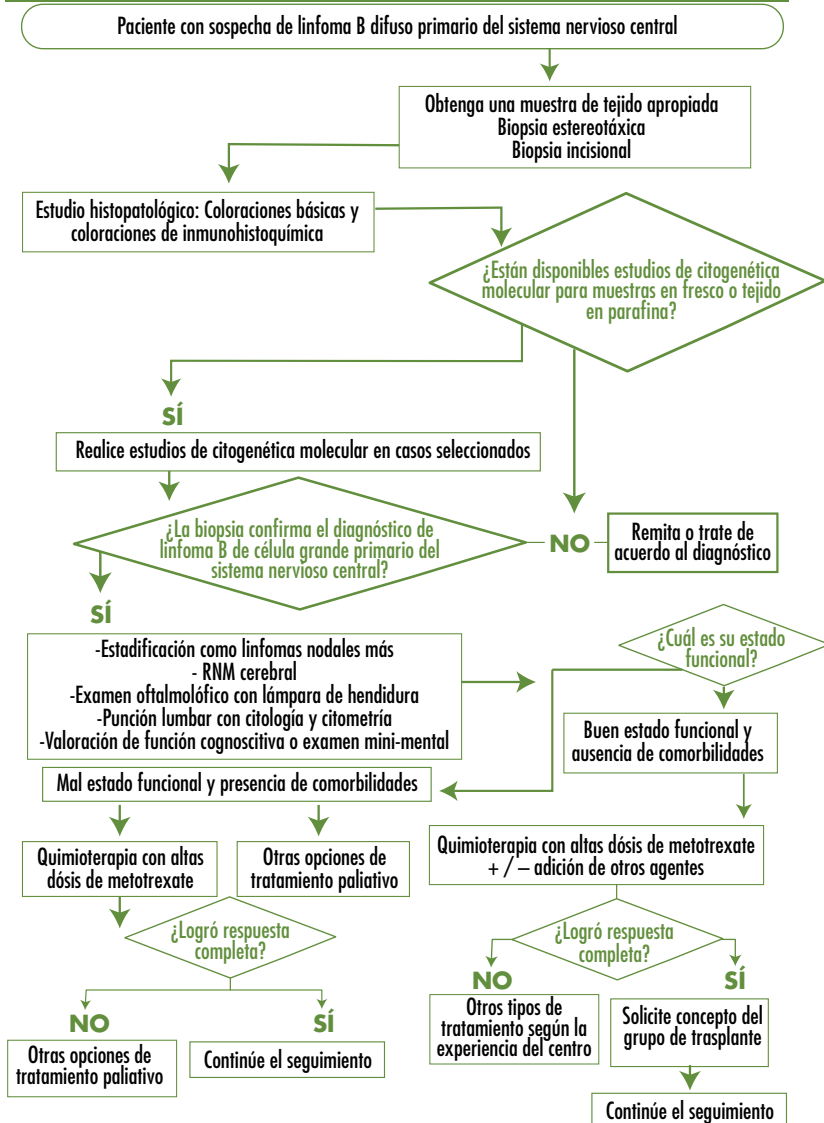 Paciente con sospecha de linfoma B difuso primario del sistema nervioso central
Obtenga una muestra de tejido apropiada
Biopsia estereotáxica
Biopsia incisional
Estudio histopatológico: Coloraciones básicas y
coloraciones de inmunohistoquímica
¿Están disponibles estudios de citogenética
molecular para muestras en fresco o tejido
en parafina?
SÍ
Realice estudios de citogenética molecular en casos seleccionados
¿La biopsia confirma el diagnóstico de
linfoma B de célula grande primario del
sistema nervioso central?
NO
Remita o trate de
acuerdo al diagnóstico
SÍ
-Estadificación como linfomas nodales más
- RNM cerebral
-Examen oftalmolófico con lámpara de hendidura
-Punción lumbar con citología y citometría
-Valoración de función cognoscitiva o examen mini-mental
¿Cuál es su estado
funcional?
Buen estado funcional y
ausencia de comorbilidades
Mal estado funcional y presencia de comorbilidades
Quimioterapia con altas
dósis de metotrexate
Otras opciones de
tratamiento paliativo
Quimioterapia con altas dósis de metotrexate
+ / – adición de otros agentes
¿Logró respuesta
completa?
¿Logró respuesta
completa?
NO
SÍ
NO
SÍ
Otros tipos de
tratamiento según la
experiencia del centro
Solicite concepto del
grupo de trasplante
Otras opciones de
tratamiento paliativo
Continúe el seguimiento
Continúe el seguimiento